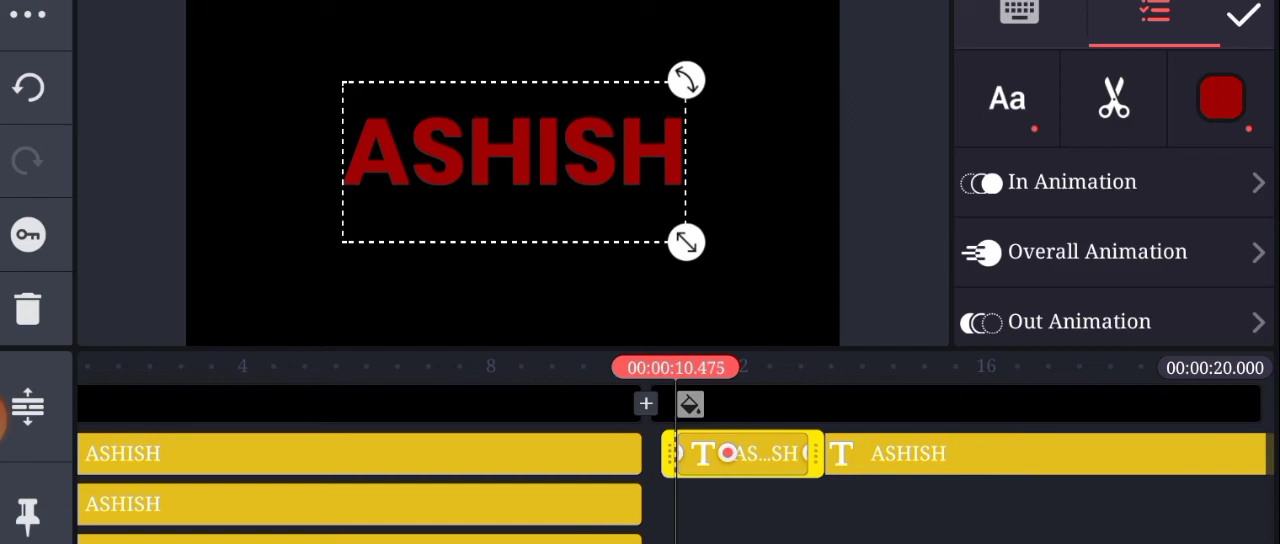 ASHISH
Aa
In Animation
Overall Animation
Out Animation
4
8
00:00:10.475
2
16
00:00:20.000
ASHISH
T AS...SH
T ASHISH
ASHISH